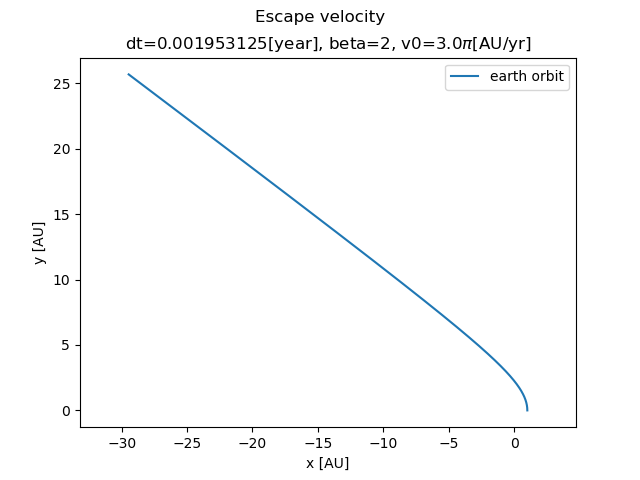 Escape velocity
dt=0.001953125[year], beta=2, v0=3.0π[AU/yr]
earth orbit
25
20
15
10
5
0
y [AU]
−30 −25 −20 −15 −10 −5 0
x [AU]